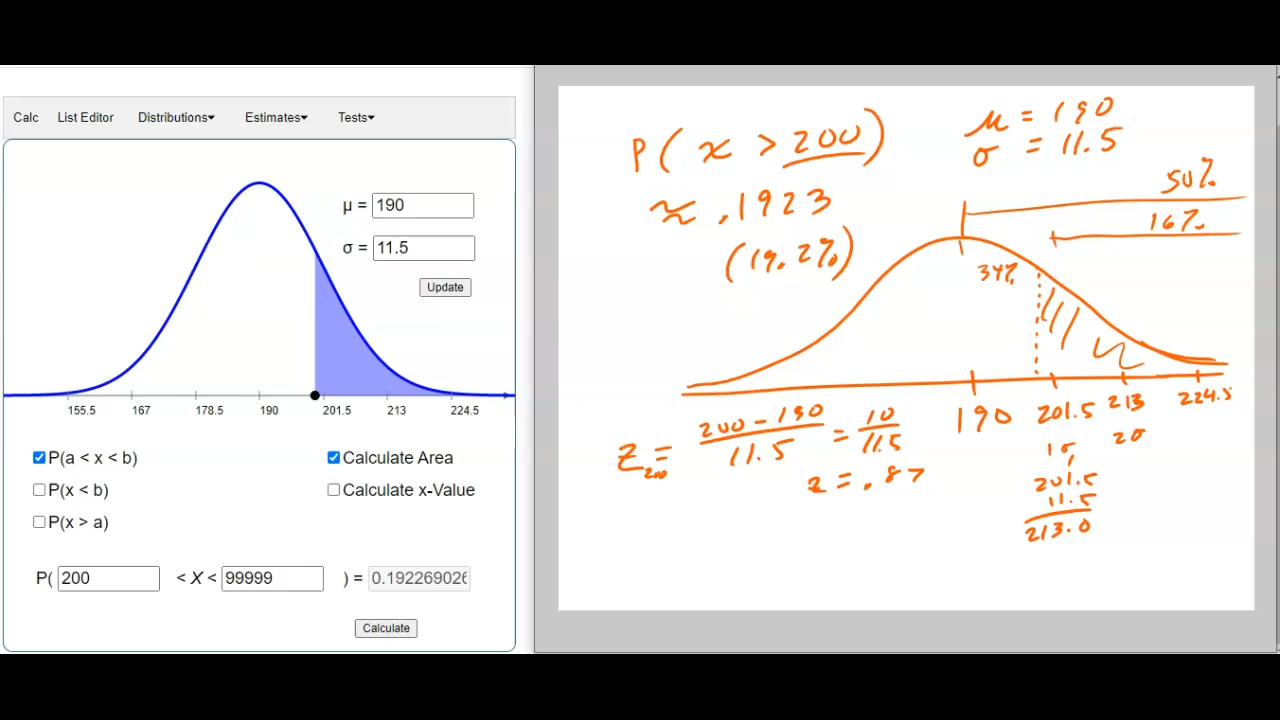 Calc List Editor Distributions▾ Estimates▾ Tests▾
μ = 190
σ = 11.5
Update
155.5 167 178.5 190 201.5 213 224.5
P(a < x < b) Calculate Area
P(x < b) Calculate x-Value
P(x > a)
P( 200 < X < 99999 ) = 0.192269026
Calculate
P( x > 200 )
≈ .1923
(19.2%)
μ = 190
σ = 11.5
50%
16%
34%
190 201.5 213 224.5
1σ 2σ
201.5
11.5
213.0
Z₂₀₀ = (200 - 190)/11.5 = 10/11.5
z = .87